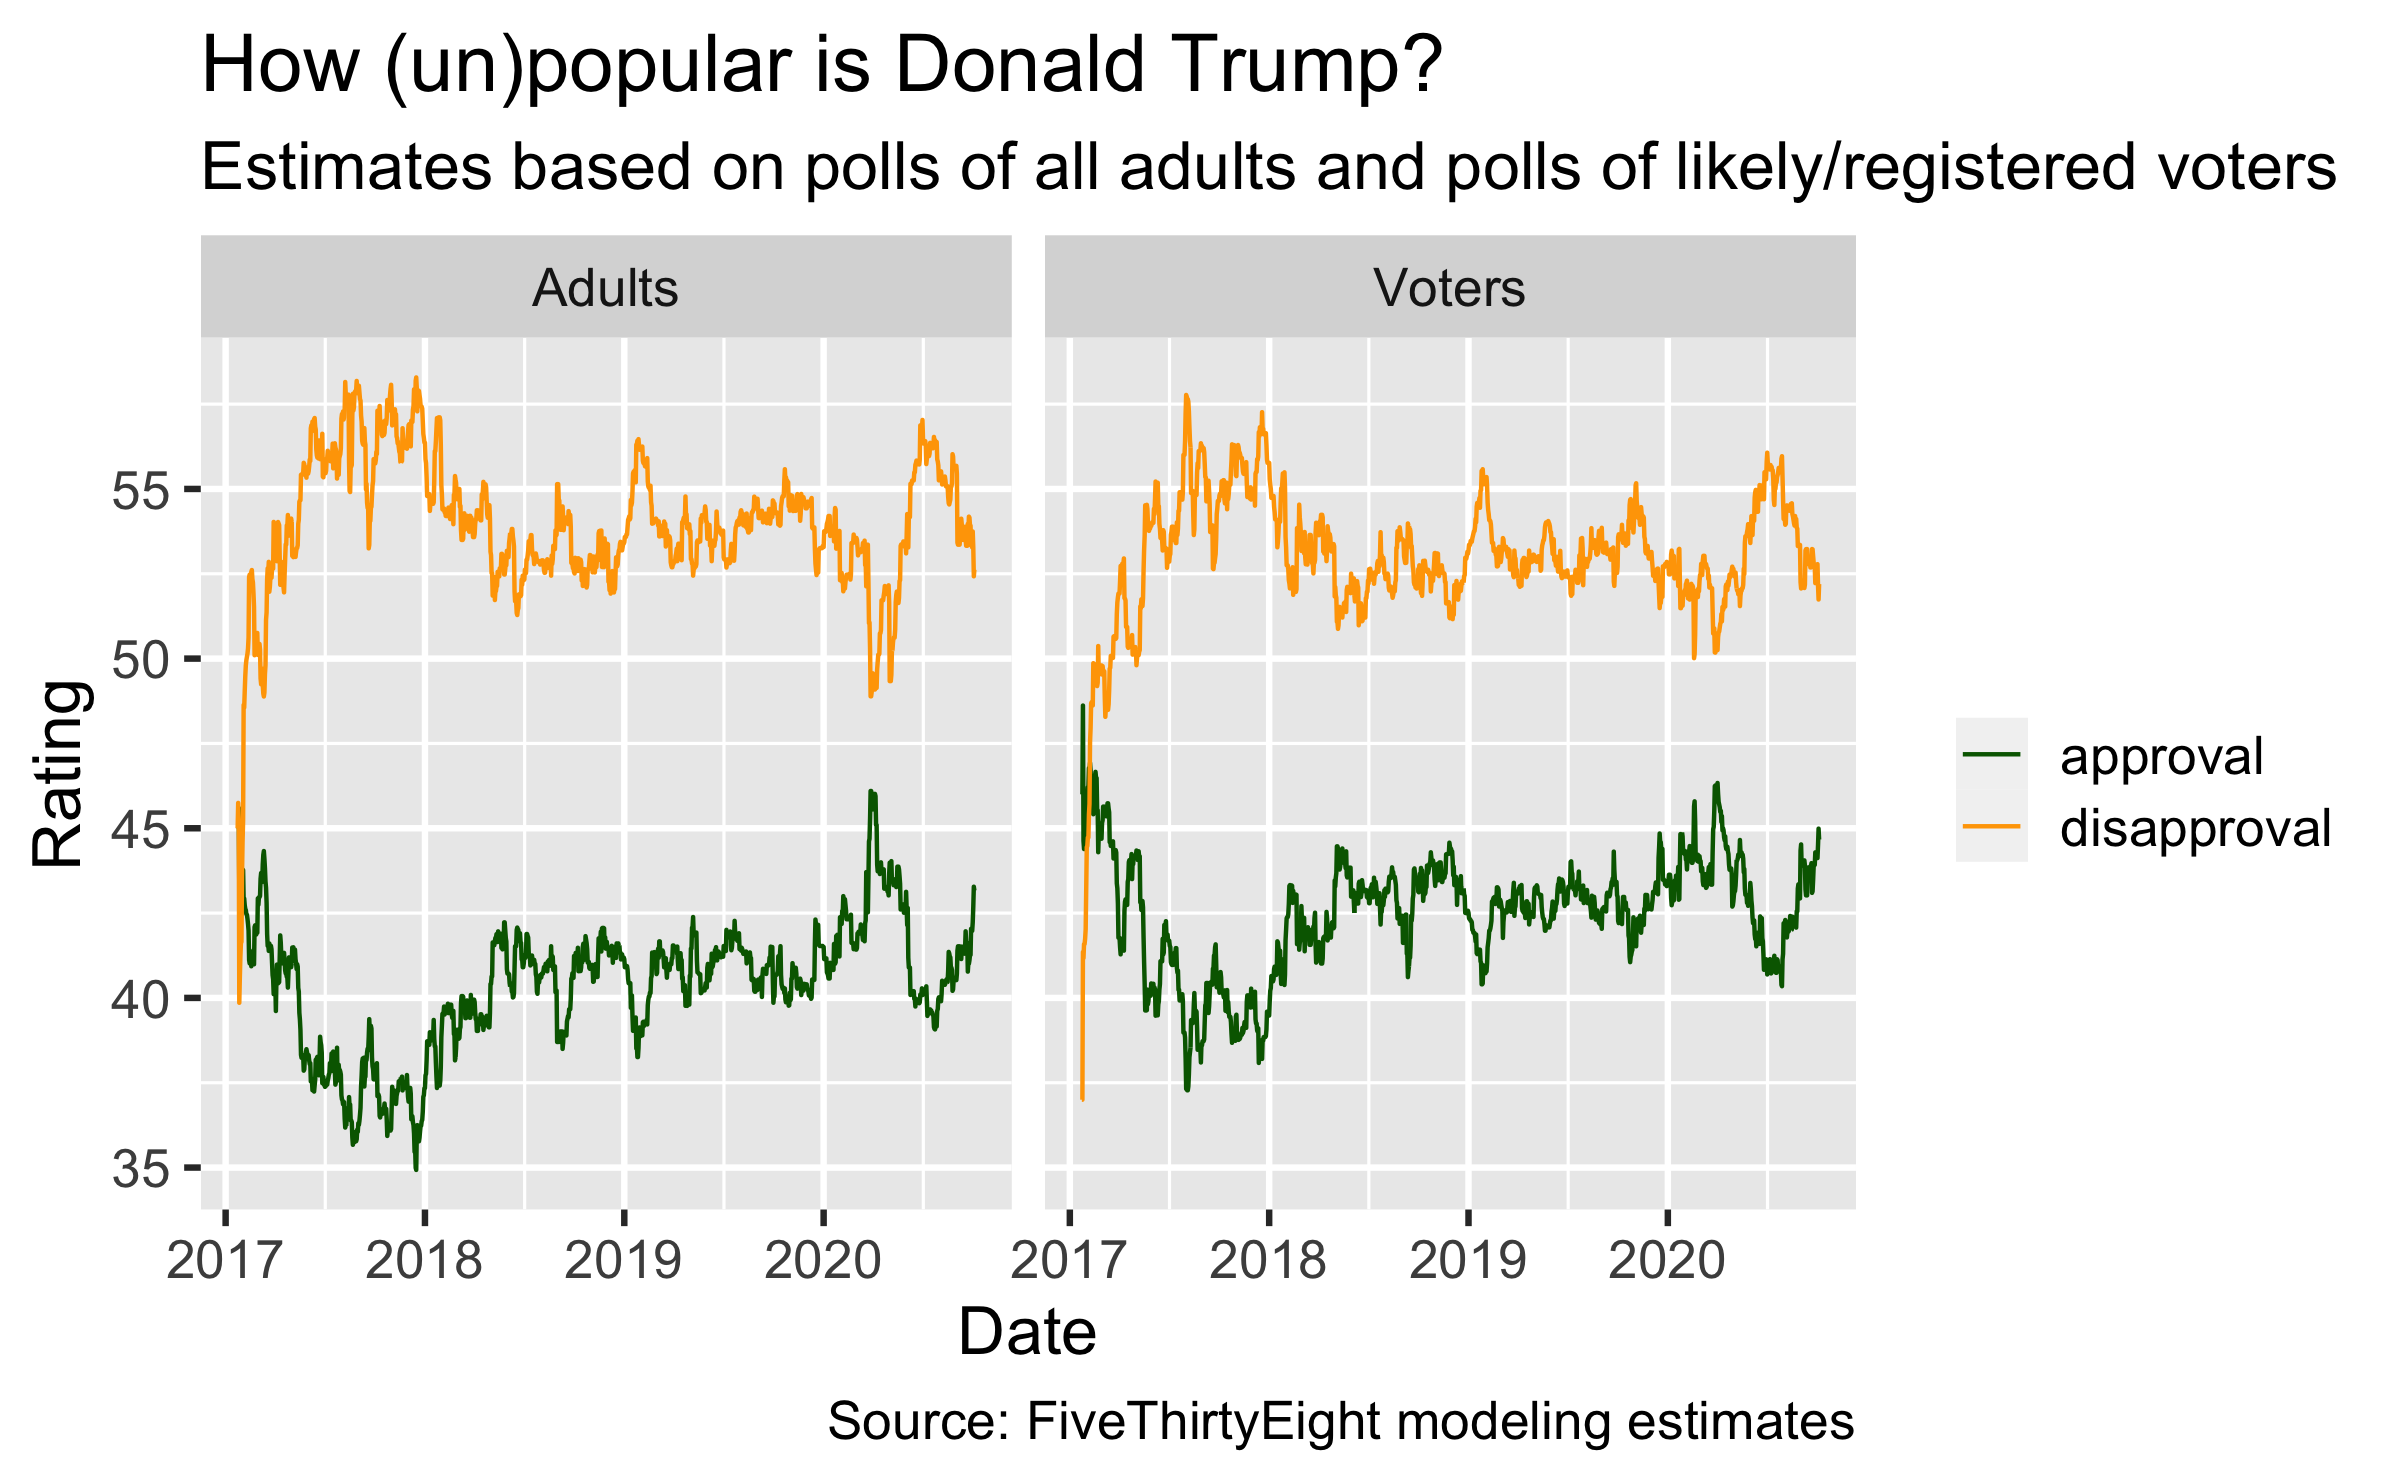 How (un)popular is Donald Trump?
Estimates based on polls of all adults and polls of likely/registered voters
Adults
Voters
Rating
55
50
45
40
35
approval
disapproval
2017 2018 2019 2020 2017 2018 2019 2020
Date
Source: FiveThirtyEight modeling estimates